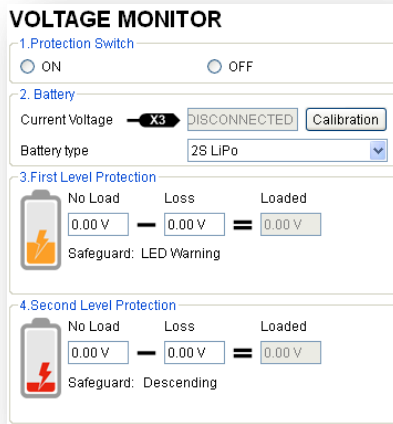 VOLTAGE MONITOR
1.Protection Switch
ON OFF
2. Battery
Current Voltage X3 DISCONNECTED Calibration
Battery type 2S LiPo
3.First Level Protection
No Load Loss Loaded
0.00 V 0.00 V = 0.00 V
Safeguard: LED Warning
4.Second Level Protection
No Load Loss Loaded
0.00 V 0.00 V = 0.00 V
Safeguard: Descending